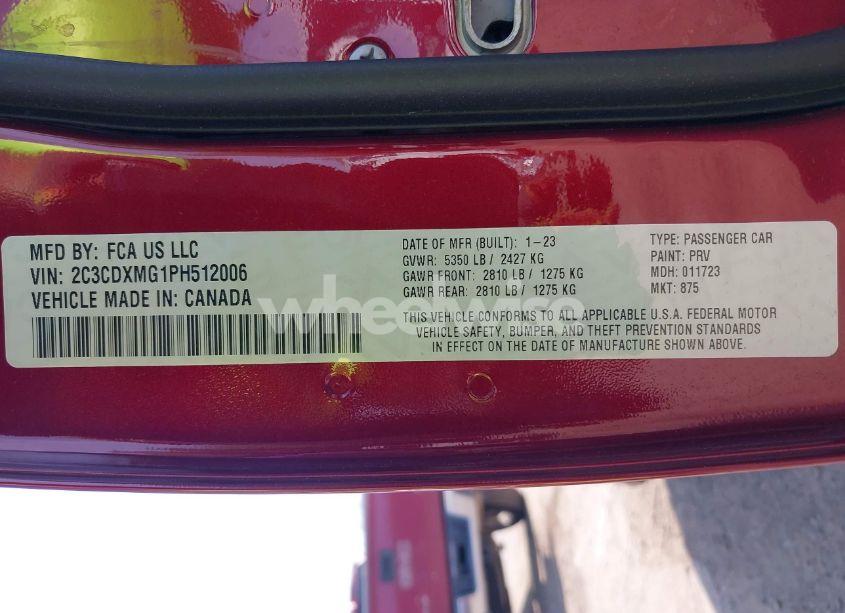 MFD BY: FCA US LLC
VIN: 2C3CDXMG1PH512006
VEHICLE MADE IN: CANADA
DATE OF MFR (BUILT): 1-23
GVWR: 5350 LB / 2427 KG
GAWR FRONT: 2810 LB / 1275 KG
GAWR REAR: 2810 LB / 1275 KG
TYPE: PASSENGER CAR
PAINT: PRV
MDH: 011723
MKT: 875
THIS VEHICLE CONFORMS TO ALL APPLICABLE U.S.A. FEDERAL MOTOR
VEHICLE SAFETY, BUMPER, AND THEFT PREVENTION STANDARDS
IN EFFECT ON THE DATE OF MANUFACTURE SHOWN ABOVE.
wheelwise